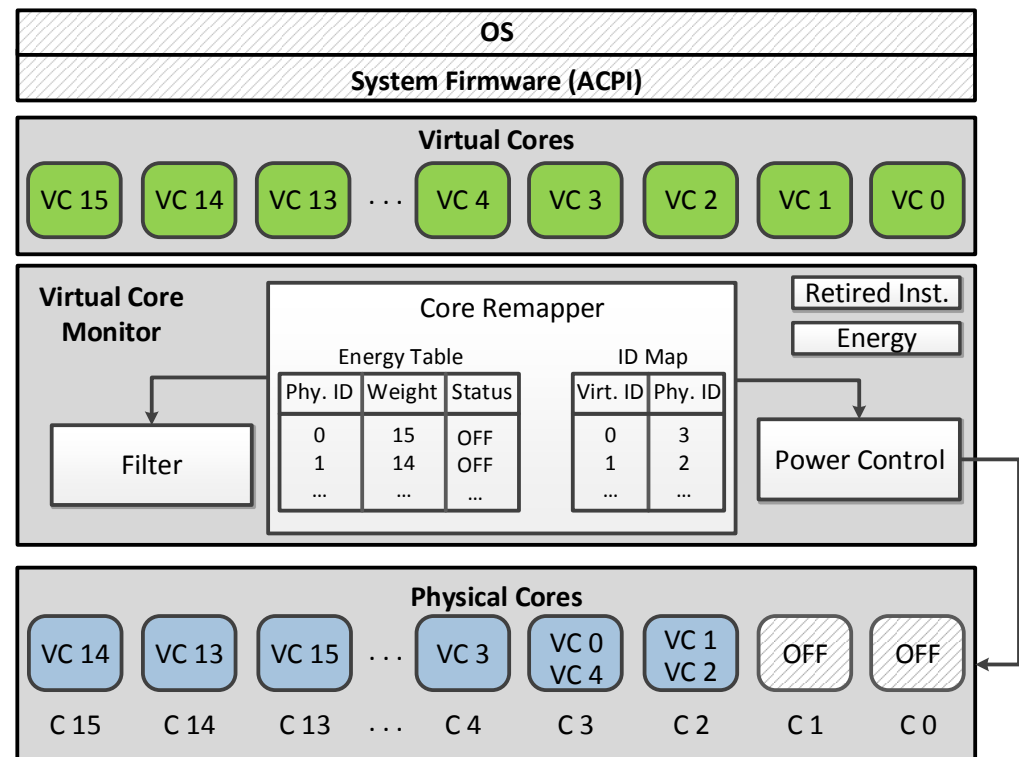 OS
System Firmware (ACPI)
Virtual Cores
VC 15 VC 14 VC 13 ... VC 4 VC 3 VC 2 VC 1 VC 0
Virtual Core
Monitor
Core Remapper
Retired Inst.
Energy
Energy Table
Phy. ID Weight Status
0 15 OFF
1 14 OFF
... ... ...
ID Map
Virt. ID Phy. ID
0 3
1 2
... ...
Filter
Power Control
Physical Cores
VC 14 VC 13 VC 15 ... VC 3 VC 0 VC 1 OFF OFF
VC 4 VC 2
C 15 C 14 C 13 ... C 4 C 3 C 2 C 1 C 0